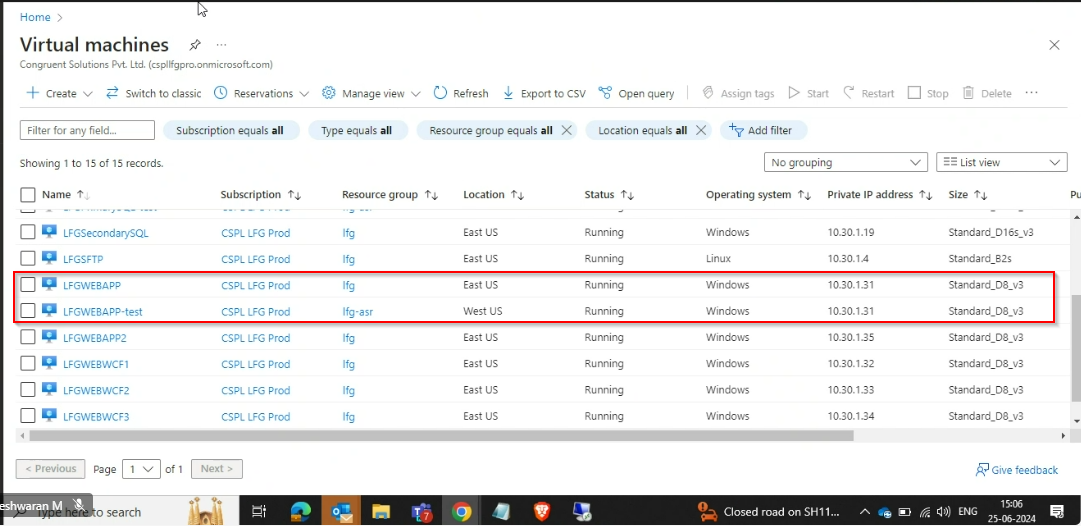 Home >
Virtual machines ...
Congruent Solutions Pvt. Ltd. (cspllfgpro.onmicrosoft.com)
Create Switch to classic Reservations Manage view Refresh Export to CSV Open query Assign tags Start Restart Stop Delete ...
Filter for any field... Subscription equals all Type equals all Resource group equals all Location equals all Add filter
Showing 1 to 15 of 15 records. No grouping List view
Name Subscription Resource group Location Status Operating system Private IP address Size
LFGSecondarySQL CSPL LFG Prod lfg East US Running Windows 10.30.1.19 Standard_D16s_v3
LFGSFTP CSPL LFG Prod lfg East US Running Linux 10.30.1.4 Standard_B2s
LFGWEBAPP CSPL LFG Prod lfg East US Running Windows 10.30.1.31 Standard_D8_v3
LFGWEBAPP-test CSPL LFG Prod lfg-asr West US Running Windows 10.30.1.31 Standard_D8_v3
LFGWEBAPP2 CSPL LFG Prod lfg East US Running Windows 10.30.1.35 Standard_D8_v3
LFGWEBWCF1 CSPL LFG Prod lfg East US Running Windows 10.30.1.32 Standard_D8_v3
LFGWEBWCF2 CSPL LFG Prod lfg East US Running Windows 10.30.1.33 Standard_D8_v3
LFGWEBWCF3 CSPL LFG Prod lfg East US Running Windows 10.30.1.34 Standard_D8_v3
< Previous Page 1 of 1 Next > Give feedback
eshwaran M
Type here to search Closed road on SH11... ENG 15:06
25-06-2024